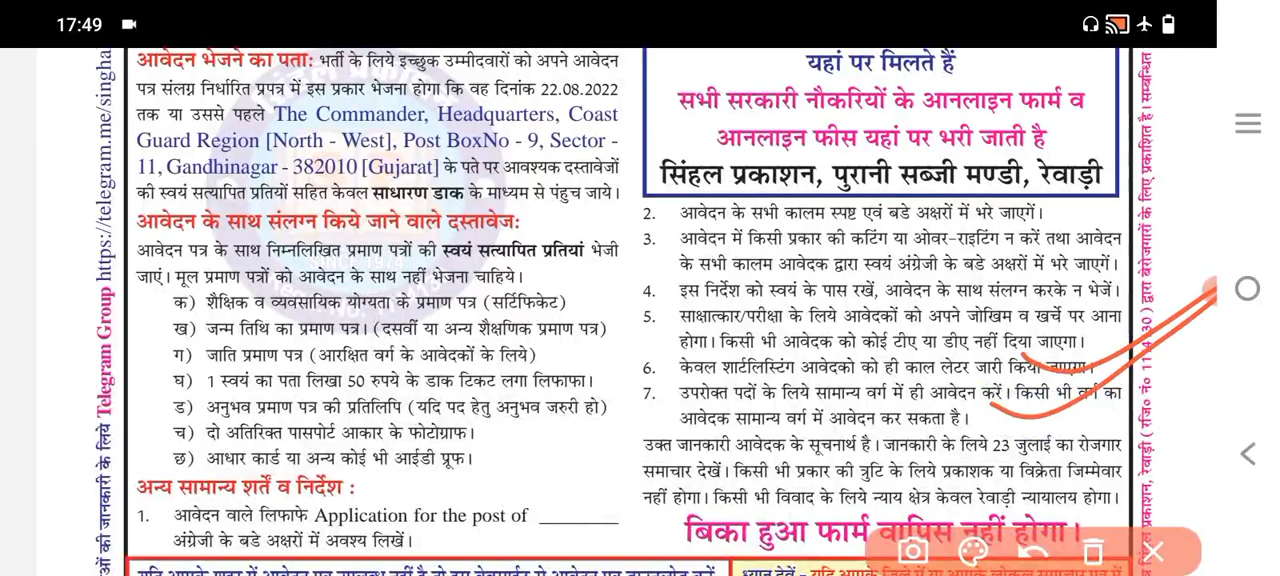 17:49
आवेदन भेजने का पता: भर्ती के लिये इच्छुक उम्मीदवारों को अपने आवेदन
पत्र संलग्न निर्धारित प्रपत्र में इस प्रकार भेजना होगा कि वह दिनांक 22.08.2022
तक या उससे पहले The Commander, Headquarters, Coast
Guard Region [North - West], Post BoxNo - 9, Sector -
11, Gandhinagar - 382010 [Gujarat] के पते पर आवश्यक दस्तावेजों
की स्वयं सत्यापित प्रतियों सहित केवल साधारण डाक के माध्यम से पंहुच जाये।
आवेदन के साथ संलग्न किये जाने वाले दस्तावेज:
आवेदन पत्र के साथ निम्नलिखित प्रमाण पत्रों की स्वयं सत्यापित प्रतियां भेजी
जाएं। मूल प्रमाण पत्रों को आवेदन के साथ नहीं भेजना चाहिये।
क) शैक्षिक व व्यवसायिक योग्यता के प्रमाण पत्र (सर्टिफिकेट)
ख) जन्म तिथि का प्रमाण पत्र। (दसवीं या अन्य शैक्षणिक प्रमाण पत्र)
ग) जाति प्रमाण पत्र (आरक्षित वर्ग के आवेदकों के लिये)
घ) 1 स्वयं का पता लिखा 50 रुपये के डाक टिकट लगा लिफाफा।
ड) अनुभव प्रमाण पत्र की प्रतिलिपि (यदि पद हेतु अनुभव जरुरी हो)
च) दो अतिरिक्त पासपोर्ट आकार के फोटोग्राफ।
छ) आधार कार्ड या अन्य कोई भी आईडी प्रूफ।
अन्य सामान्य शर्तें व निर्देश :
1. आवेदन वाले लिफाफे Application for the post of ________
अंग्रेजी के बडे अक्षरों में अवश्य लिखें।
यहां पर मिलते हैं
सभी सरकारी नौकरियों के आनलाइन फार्म व
आनलाइन फीस यहां पर भरी जाती है
सिंहल प्रकाशन, पुरानी सब्जी मण्डी, रेवाड़ी
2. आवेदन के सभी कालम स्पष्ट एवं बडे अक्षरों में भरे जाएगें।
3. आवेदन में किसी प्रकार की कटिंग या ओवर-राइटिंग न करें तथा आवेदन
के सभी कालम आवेदक द्वारा स्वयं अंग्रेजी के बडे अक्षरों में भरे जाएगें।
4. इस निर्देश को स्वयं के पास रखें, आवेदन के साथ संलग्न करके न भेजें।
5. साक्षात्कार/परीक्षा के लिये आवेदकों को अपने जोखिम व खर्चे पर आना
होगा। किसी भी आवेदक को कोई टीए या डीए नहीं दिया जाएगा।
6. केवल शार्टलिस्टिंग आवेदको को ही काल लेटर जारी किया जाएगा।
7. उपरोक्त पदों के लिये सामान्य वर्ग में ही आवेदन करें। किसी भी वर्ग का
आवेदक सामान्य वर्ग में आवेदन कर सकता है।
उक्त जानकारी आवेदक के सूचनार्थ है। जानकारी के लिये 23 जुलाई का रोजगार
समाचार देखें। किसी भी प्रकार की त्रुटि के लिये प्रकाशक या विक्रेता जिम्मेवार
नहीं होगा। किसी भी विवाद के लिये न्याय क्षेत्र केवल रेवाड़ी न्यायालय होगा।
बिका हुआ फार्म वापिस नहीं होगा।
ओं की जानकारी के लिये Telegram Group https://telegram.me/singha